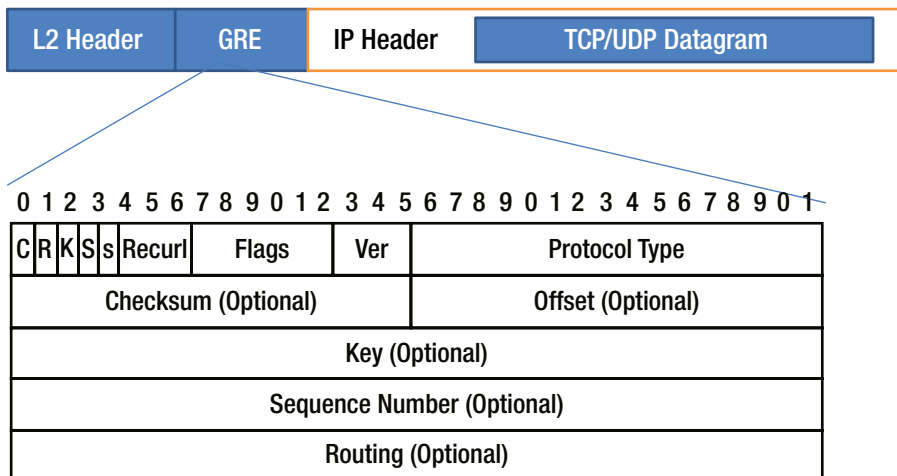 L2 Header GRE IP Header TCP/UDP Datagram
0 1 2 3 4 5 6 7 8 9 0 1 2 3 4 5 6 7 8 9 0 1 2 3 4 5 6 7 8 9 0 1
C R K S s Recurl Flags Ver Protocol Type
Checksum (Optional) Offset (Optional)
Key (Optional)
Sequence Number (Optional)
Routing (Optional)